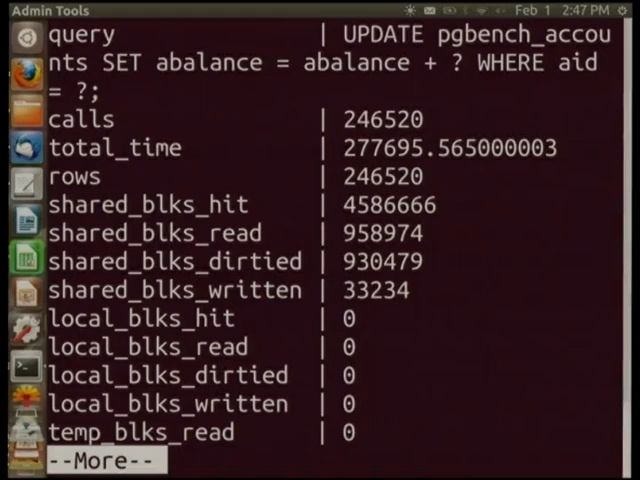 Admin Tools
Feb 1 2:47 PM
query | UPDATE pgbench_accou
nts SET abalance = abalance + ? WHERE aid
= ?;
calls | 246520
total_time | 277695.565000003
rows | 246520
shared_blks_hit | 4586666
shared_blks_read | 958974
shared_blks_dirtied | 930479
shared_blks_written | 33234
local_blks_hit | 0
local_blks_read | 0
local_blks_dirtied | 0
local_blks_written | 0
temp_blks_read | 0
--More--